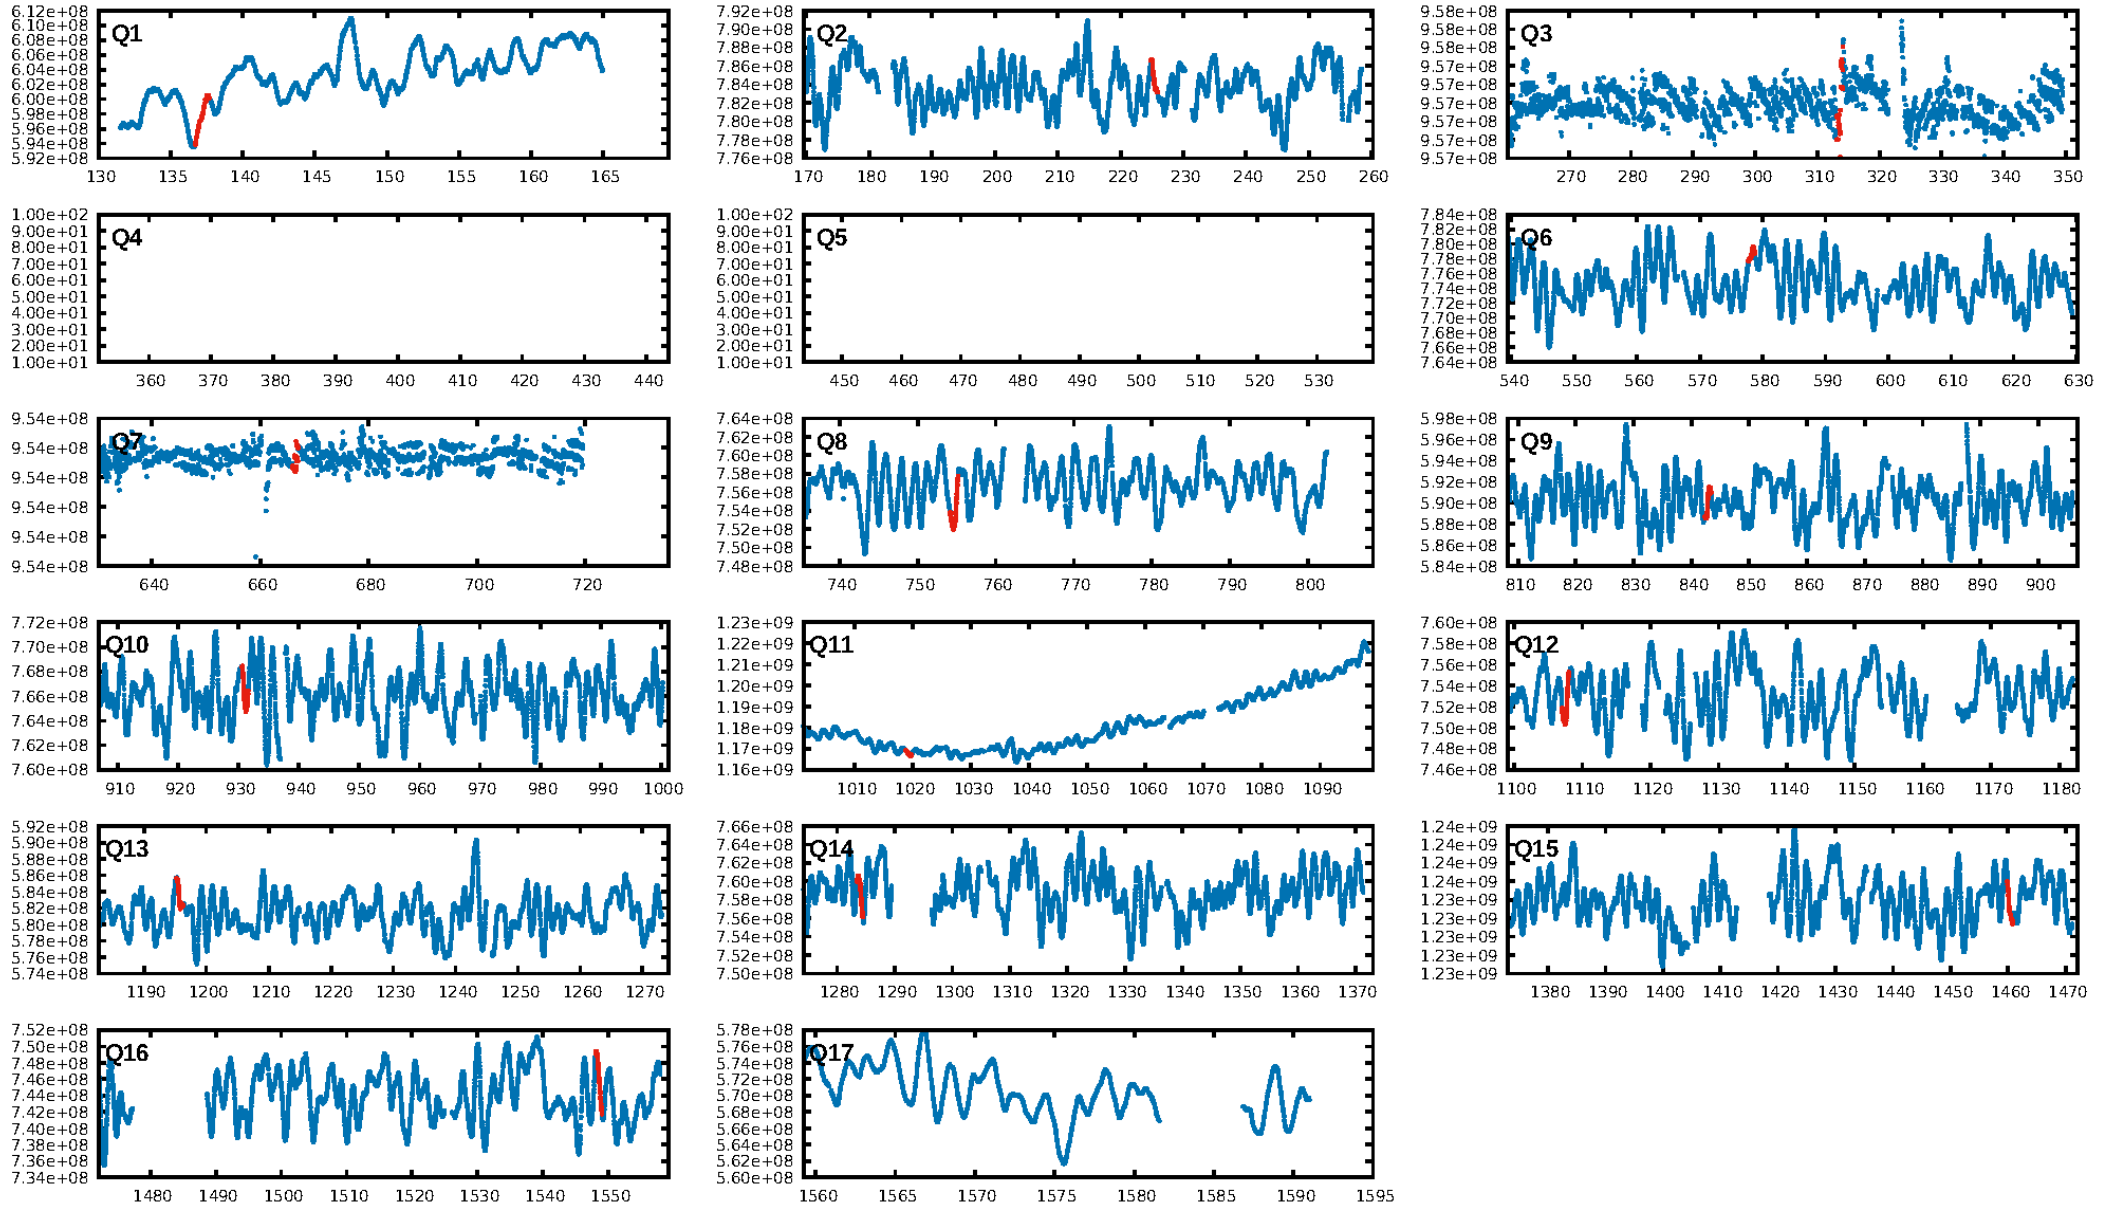 6.12e+08
6.10e+08
6.08e+08
6.06e+08
6.04e+08
6.02e+08
6.00e+08
5.98e+08
5.96e+08
5.94e+08
5.92e+08
Q1
130 135 140 145 150 155 160 165
7.92e+08
7.90e+08
7.88e+08
7.86e+08
7.84e+08
7.82e+08
7.80e+08
7.78e+08
7.76e+08
Q2
170 180 190 200 210 220 230 240 250 260
9.58e+08
9.58e+08
9.57e+08
9.57e+08
9.57e+08
9.57e+08
9.57e+08
Q3
270 280 290 300 310 320 330 340 350
1.00e+02
9.00e+01
8.00e+01
7.00e+01
6.00e+01
5.00e+01
4.00e+01
3.00e+01
2.00e+01
1.00e+01
Q4
360 370 380 390 400 410 420 430 440
1.00e+02
9.00e+01
8.00e+01
7.00e+01
6.00e+01
5.00e+01
4.00e+01
3.00e+01
2.00e+01
1.00e+01
Q5
450 460 470 480 490 500 510 520 530
7.84e+08
7.82e+08
7.80e+08
7.78e+08
7.76e+08
7.74e+08
7.72e+08
7.70e+08
7.68e+08
7.66e+08
7.64e+08
Q6
540 550 560 570 580 590 600 610 620 630
9.54e+08
9.54e+08
9.54e+08
9.54e+08
9.54e+08
9.54e+08
Q7
640 660 680 700 720
7.64e+08
7.62e+08
7.60e+08
7.58e+08
7.56e+08
7.54e+08
7.52e+08
7.50e+08
7.48e+08
Q8
740 750 760 770 780 790 800
5.98e+08
5.96e+08
5.94e+08
5.92e+08
5.90e+08
5.88e+08
5.86e+08
5.84e+08
Q9
810 820 830 840 850 860 870 880 890 900
7.72e+08
7.70e+08
7.68e+08
7.66e+08
7.64e+08
7.62e+08
7.60e+08
Q10
910 920 930 940 950 960 970 980 990 1000
1.23e+09
1.22e+09
1.21e+09
1.20e+09
1.19e+09
1.18e+09
1.17e+09
1.16e+09
Q11
1010 1020 1030 1040 1050 1060 1070 1080 1090
7.60e+08
7.58e+08
7.56e+08
7.54e+08
7.52e+08
7.50e+08
7.48e+08
7.46e+08
Q12
1100 1110 1120 1130 1140 1150 1160 1170 1180
5.92e+08
5.90e+08
5.88e+08
5.86e+08
5.84e+08
5.82e+08
5.80e+08
5.78e+08
5.76e+08
5.74e+08
Q13
1190 1200 1210 1220 1230 1240 1250 1260 1270
7.66e+08
7.64e+08
7.62e+08
7.60e+08
7.58e+08
7.56e+08
7.54e+08
7.52e+08
7.50e+08
Q14
1280 1290 1300 1310 1320 1330 1340 1350 1360 1370
1.24e+09
1.24e+09
1.24e+09
1.24e+09
1.23e+09
1.23e+09
1.23e+09
1.23e+09
Q15
1380 1390 1400 1410 1420 1430 1440 1450 1460 1470
7.52e+08
7.50e+08
7.48e+08
7.46e+08
7.44e+08
7.42e+08
7.40e+08
7.38e+08
7.36e+08
7.34e+08
Q16
1480 1490 1500 1510 1520 1530 1540 1550
5.78e+08
5.76e+08
5.74e+08
5.72e+08
5.70e+08
5.68e+08
5.66e+08
5.64e+08
5.62e+08
5.60e+08
Q17
1560 1565 1570 1575 1580 1585 1590 1595